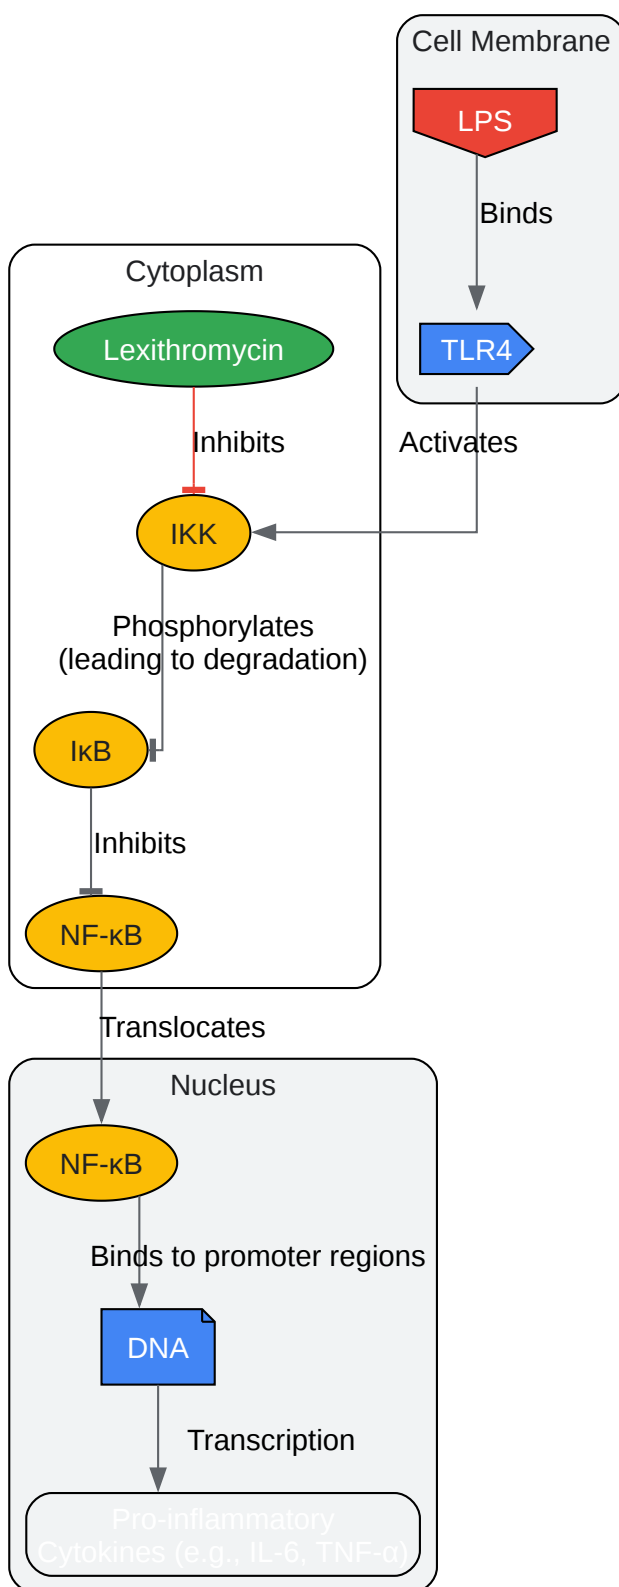 Cell Membrane
LPS
Binds
TLR4
Activates
Cytoplasm
Lexithromycin
Inhibits
IKK
Phosphorylates
(leading to degradation)
IκB
Inhibits
NF-κB
Translocates
Nucleus
NF-κB
Binds to promoter regions
DNA
Transcription
Pro-inflammatory
Cytokines (e.g., IL-6, TNF-α)